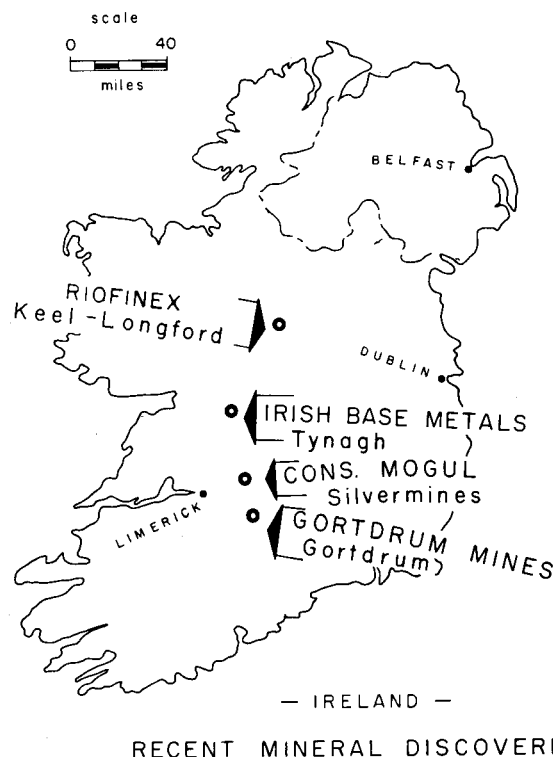 scale
0 40
miles
BELFAST
RIOFINEX
Keel-Longford
DUBLIN
IRISH BASE METALS
Tynagh
CONS. MOGUL
Silvermines
LIMERICK
GORTDRUM MINES
Gortdrum
— IRELAND —
RECENT MINERAL DISCOVERI